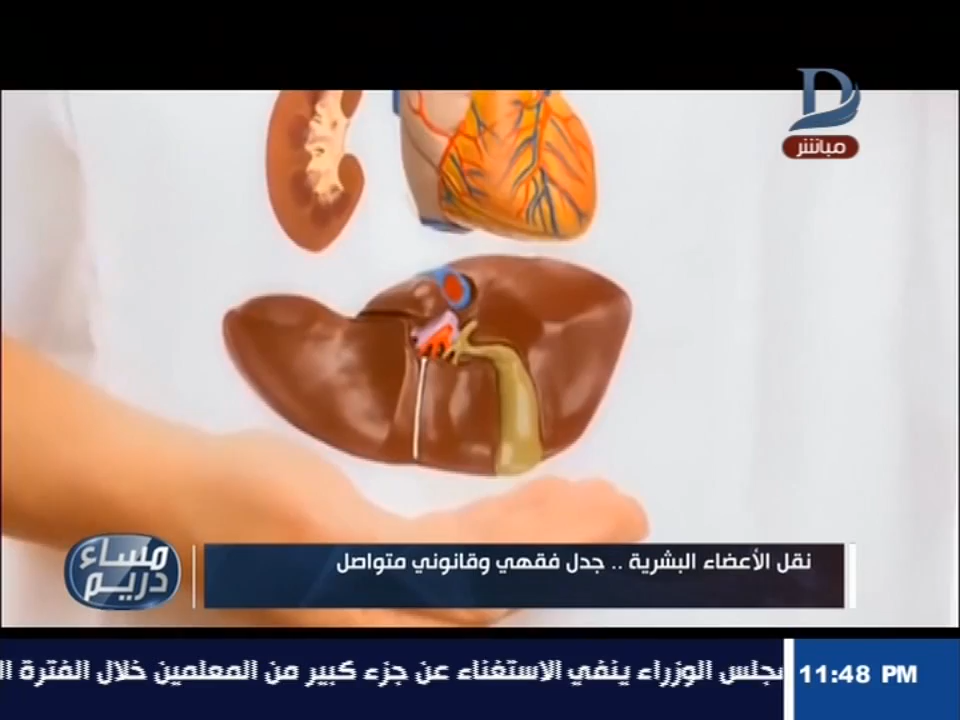 D
مباشر
مساء
دريم
نقل الأعضاء البشرية .. جدل فقهي وقانوني متواصل
الوزراء ينفي الاستغناء عن جزء كبير من المعلمين خلال الفترة
11:48 PM